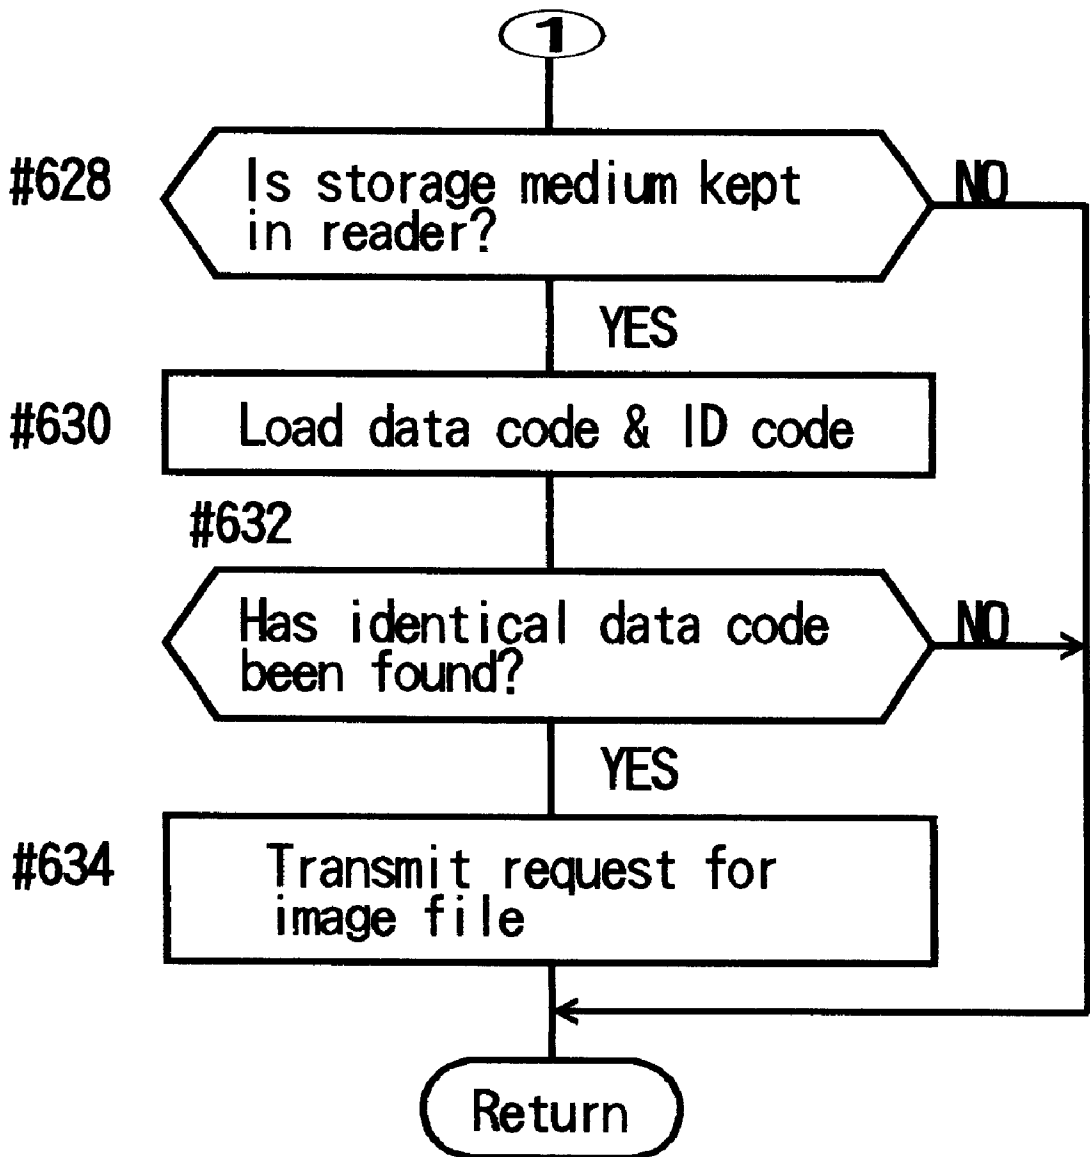 1
#628
Is storage medium kept
in reader?
NO
YES
#630
Load data code & ID code
#632
Has identical data code
been found?
NO
YES
#634
Transmit request for
image file
Return